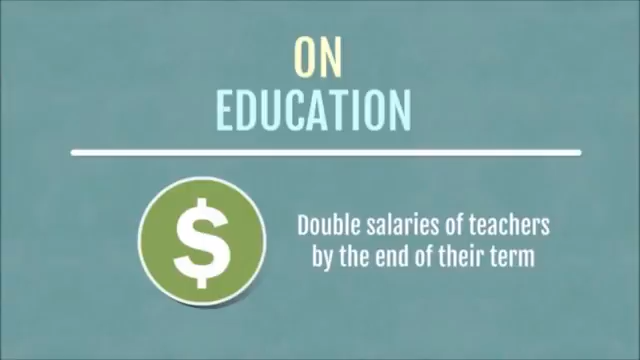 ON
EDUCATION
$
Double salaries of teachers
by the end of their term